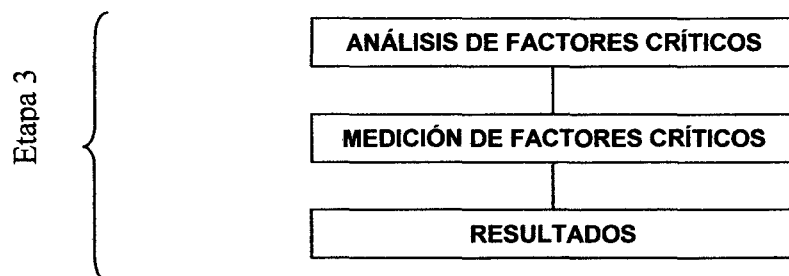 Etapa 3
ANÁLISIS DE FACTORES CRÍTICOS
MEDICIÓN DE FACTORES CRÍTICOS
RESULTADOS